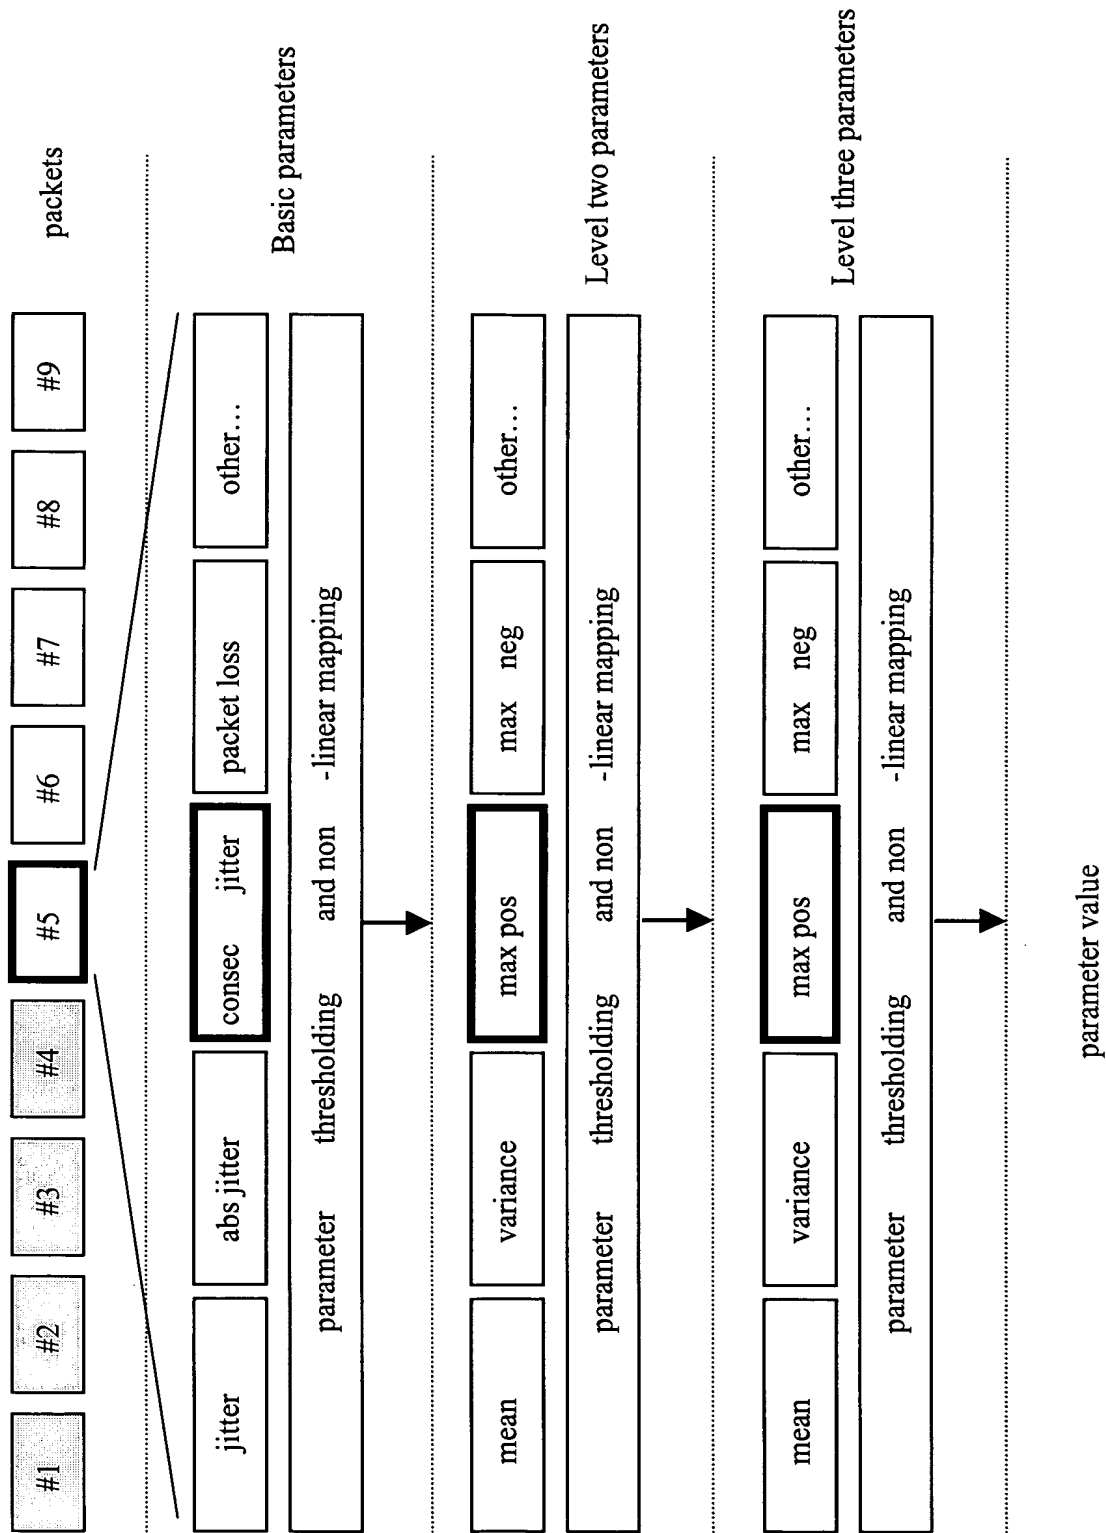 #1 #2 #3 #4 #5 #6 #7 #8 #9 packets
jitter abs jitter consec jitter packet loss other... Basic parameters
parameter thresholding and non -linear mapping
mean variance max pos max neg other... Level two parameters
parameter thresholding and non -linear mapping
mean variance max pos max neg other... Level three parameters
parameter thresholding and non -linear mapping
parameter value